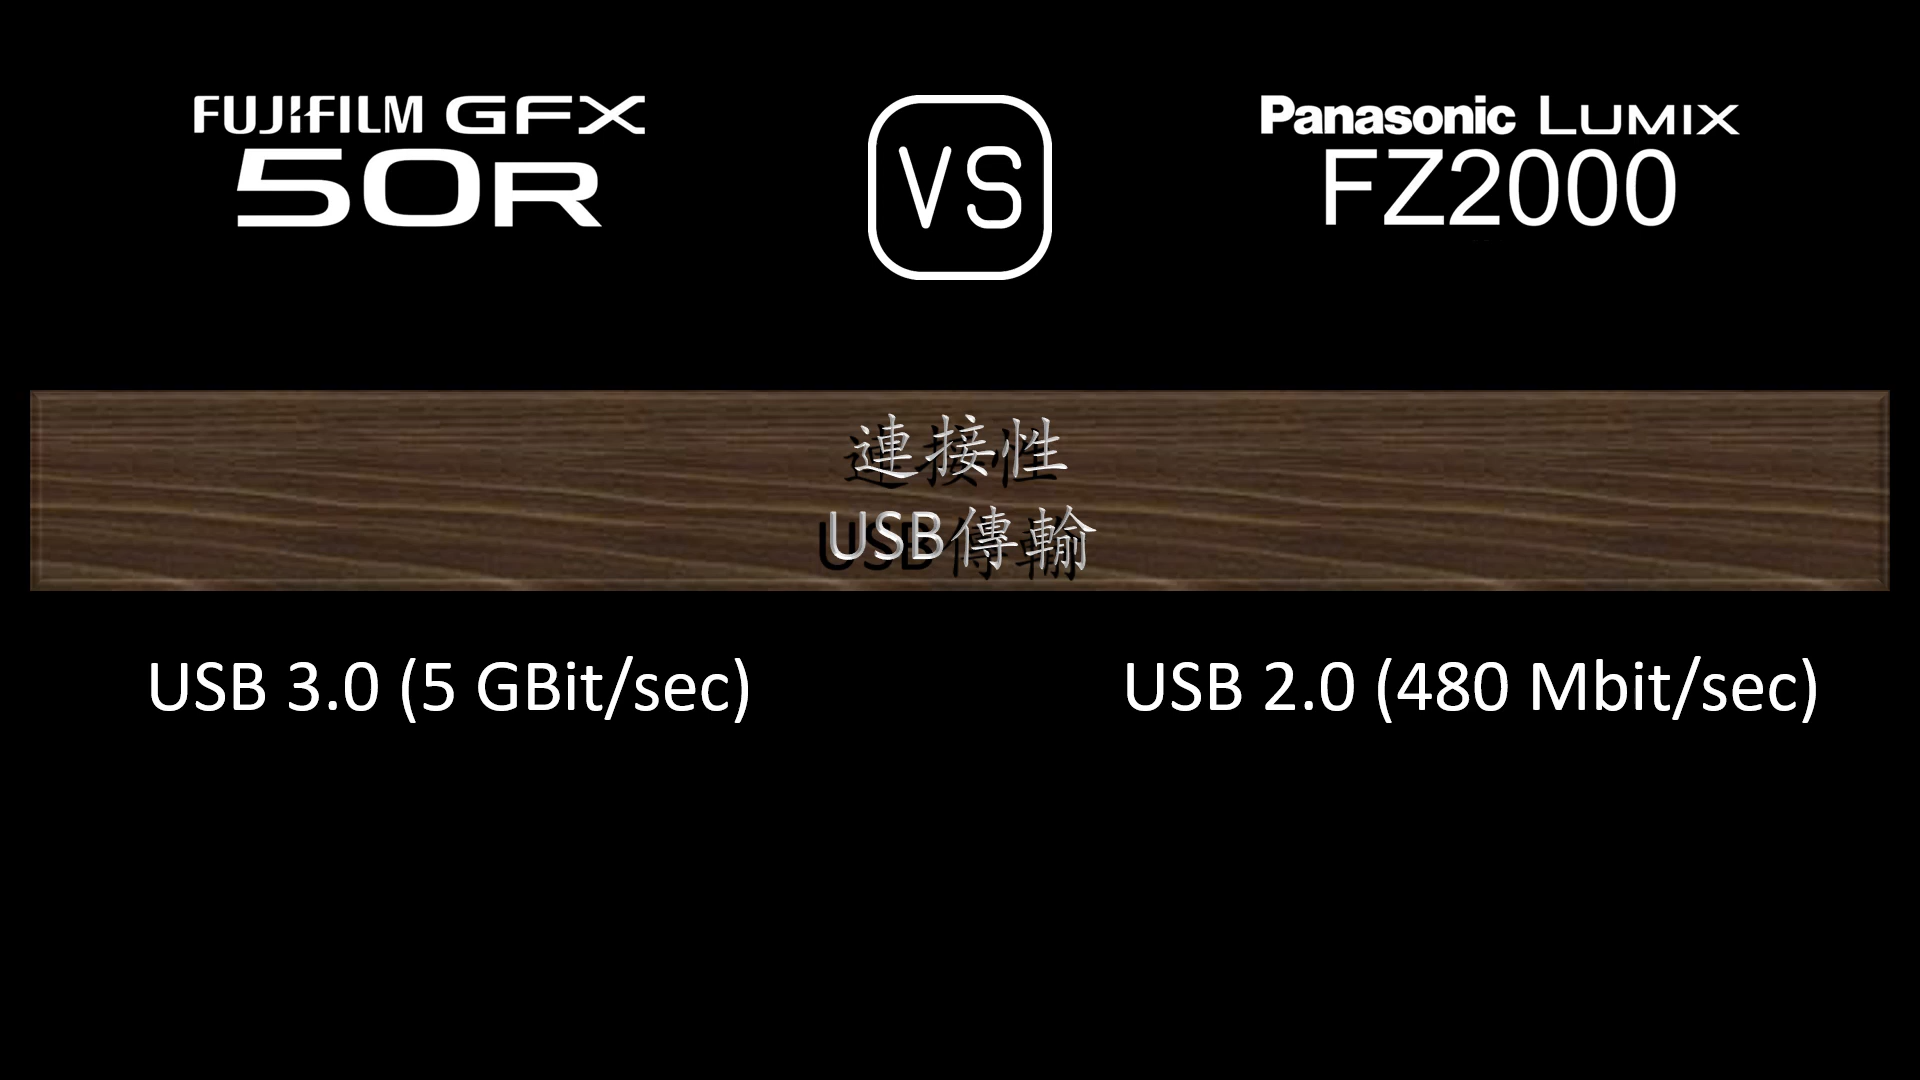 FUJIFILM GFX
50R
VS
Panasonic LUMIX
FZ2000
連接性
USB傳輸
USB 3.0 (5 GBit/sec)
USB 2.0 (480 Mbit/sec)